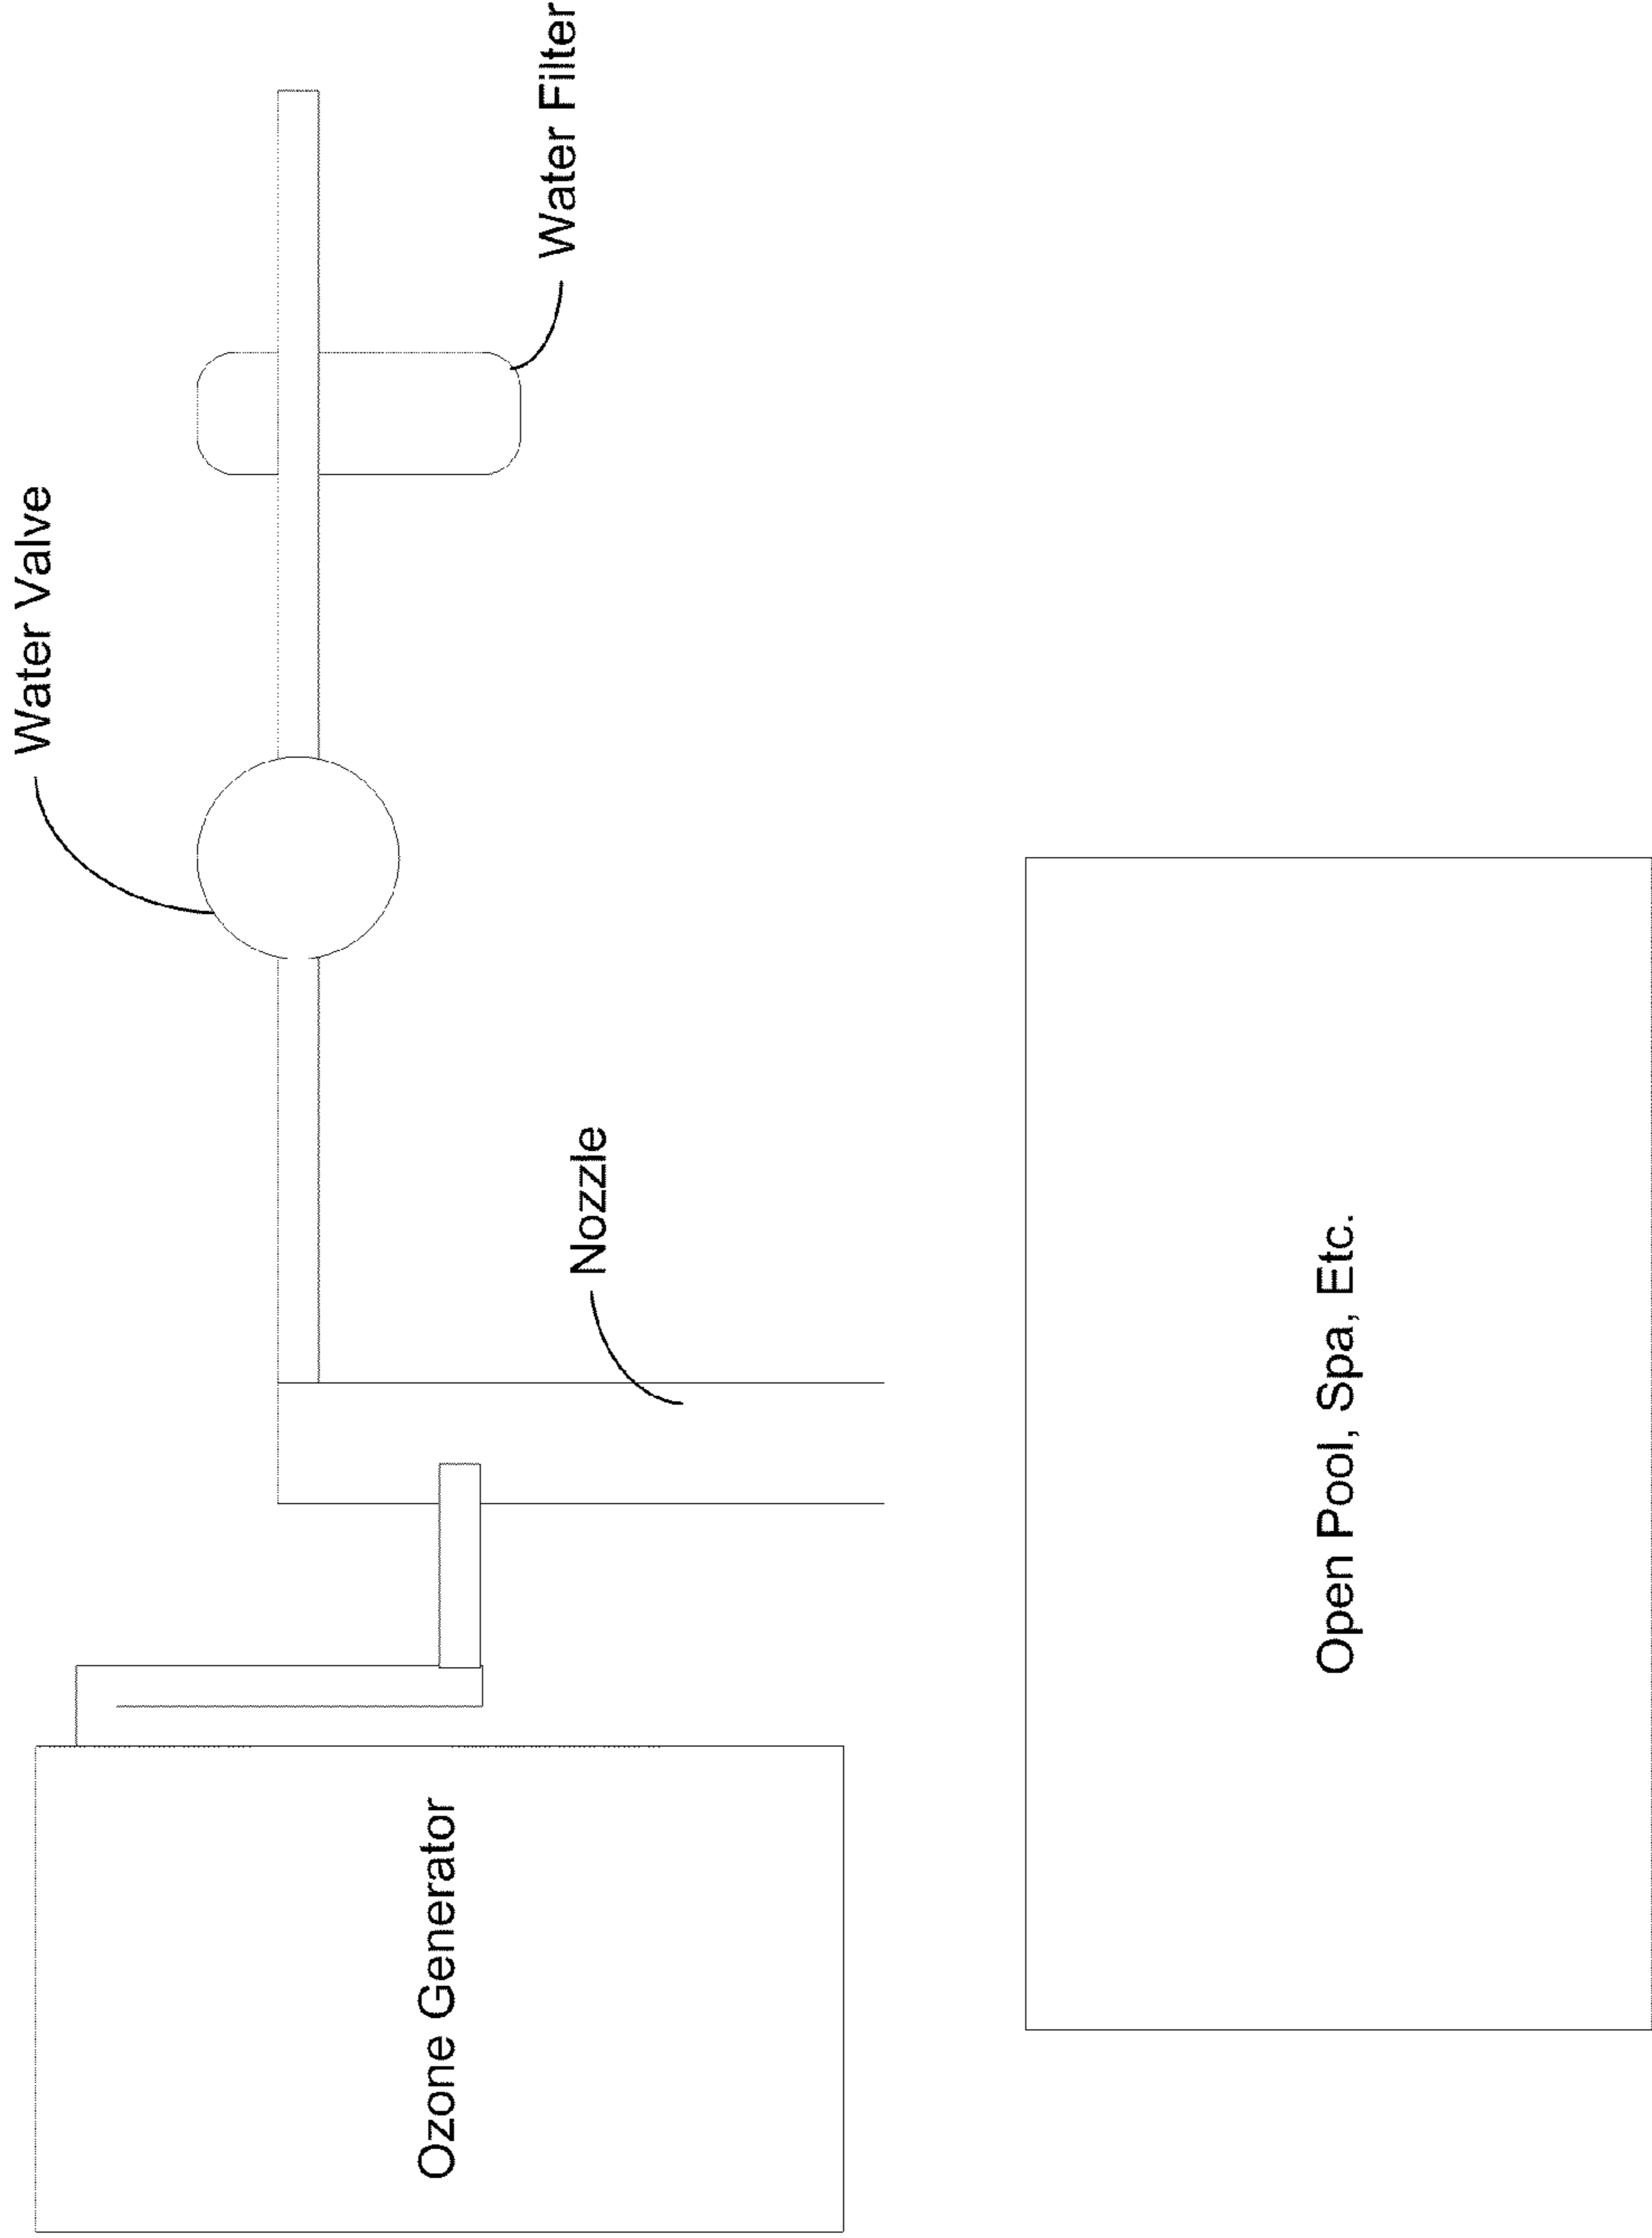 Water Valve
Water Filter
Nozzle
Ozone Generator
Open Pool, Spa, Etc.